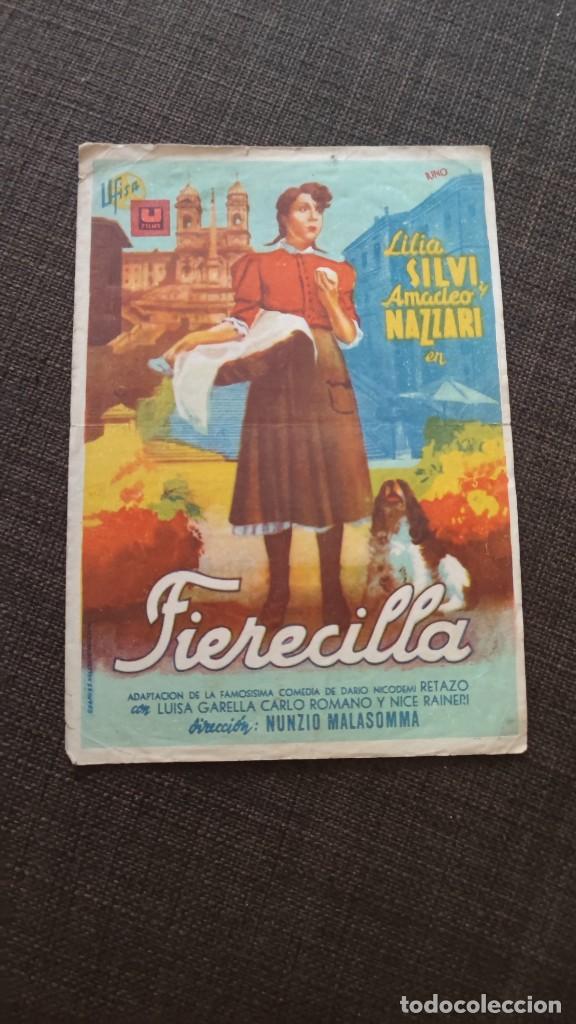 Ufisa
U
FILMS
IUNO
Lilia
SILVI y
Amadeo
NAZZARI
en
Fierecilla
ADAPTACION DE LA FAMOSISIMA COMEDIA DE DARIO NICODEMI RETAZO
con LUISA GARELLA CARLO ROMANO Y NICE RAINERI
dirección: NUNZIO MALASOMMA
todocoleccion